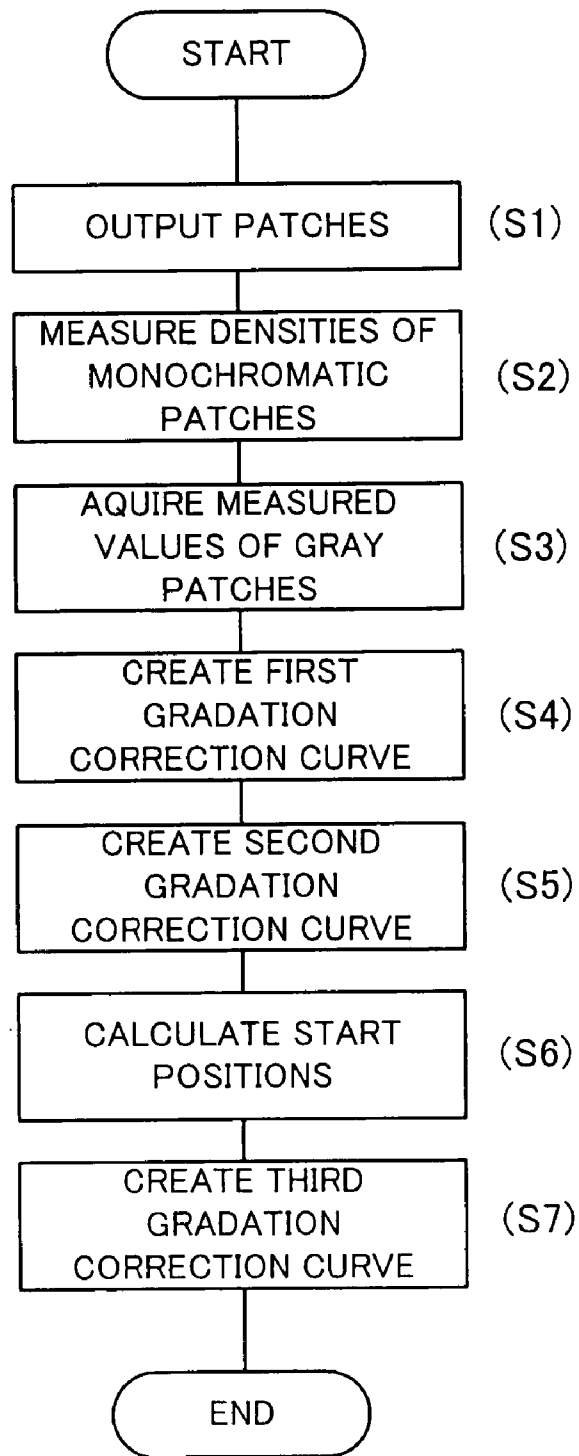 START
OUTPUT PATCHES
(S1)
MEASURE DENSITIES OF
MONOCHROMATIC
PATCHES
(S2)
AQUIRE MEASURED
VALUES OF GRAY
PATCHES
(S3)
CREATE FIRST
GRADATION
CORRECTION CURVE
(S4)
CREATE SECOND
GRADATION
CORRECTION CURVE
(S5)
CALCULATE START
POSITIONS
(S6)
CREATE THIRD
GRADATION
CORRECTION CURVE
(S7)
END